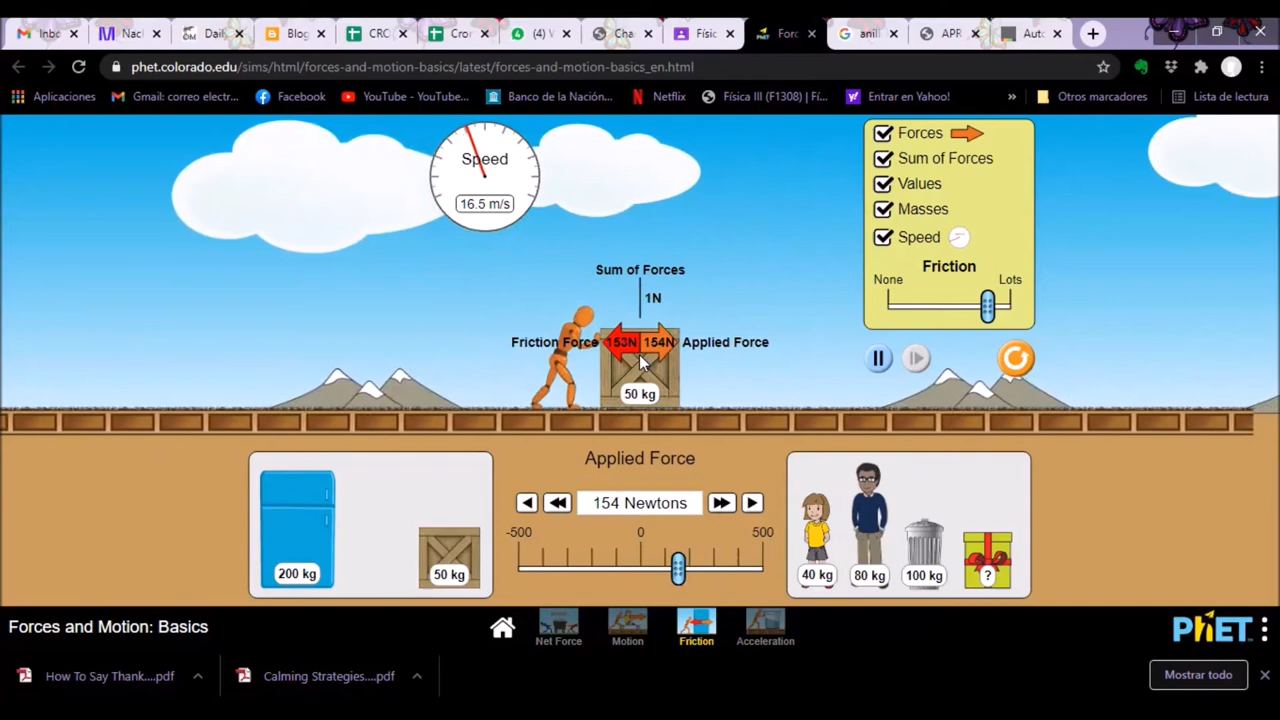 Inbo
Nacl
Daily
Blog
CRO
Cror
(4) V
Cha
Físic
Forc
anill
APR
Auto
phet.colorado.edu/sims/html/forces-and-motion-basics/latest/forces-and-motion-basics_en.html
Aplicaciones
Gmail: correo electr...
Facebook
YouTube - YouTube...
Banco de la Nación...
Netflix
Física III (F1308) | Fí...
Entrar en Yahoo!
»
Otros marcadores
Lista de lectura
Speed
16.5 m/s
Forces
Sum of Forces
Values
Masses
Speed
Friction
None
Lots
Sum of Forces
1N
Friction Force
153N
154N
Applied Force
50 kg
200 kg
50 kg
Applied Force
154 Newtons
-500
0
500
40 kg
80 kg
100 kg
?
Forces and Motion: Basics
Net Force
Motion
Friction
Acceleration
PhET
How To Say Thank....pdf
Calming Strategies....pdf
Mostrar todo